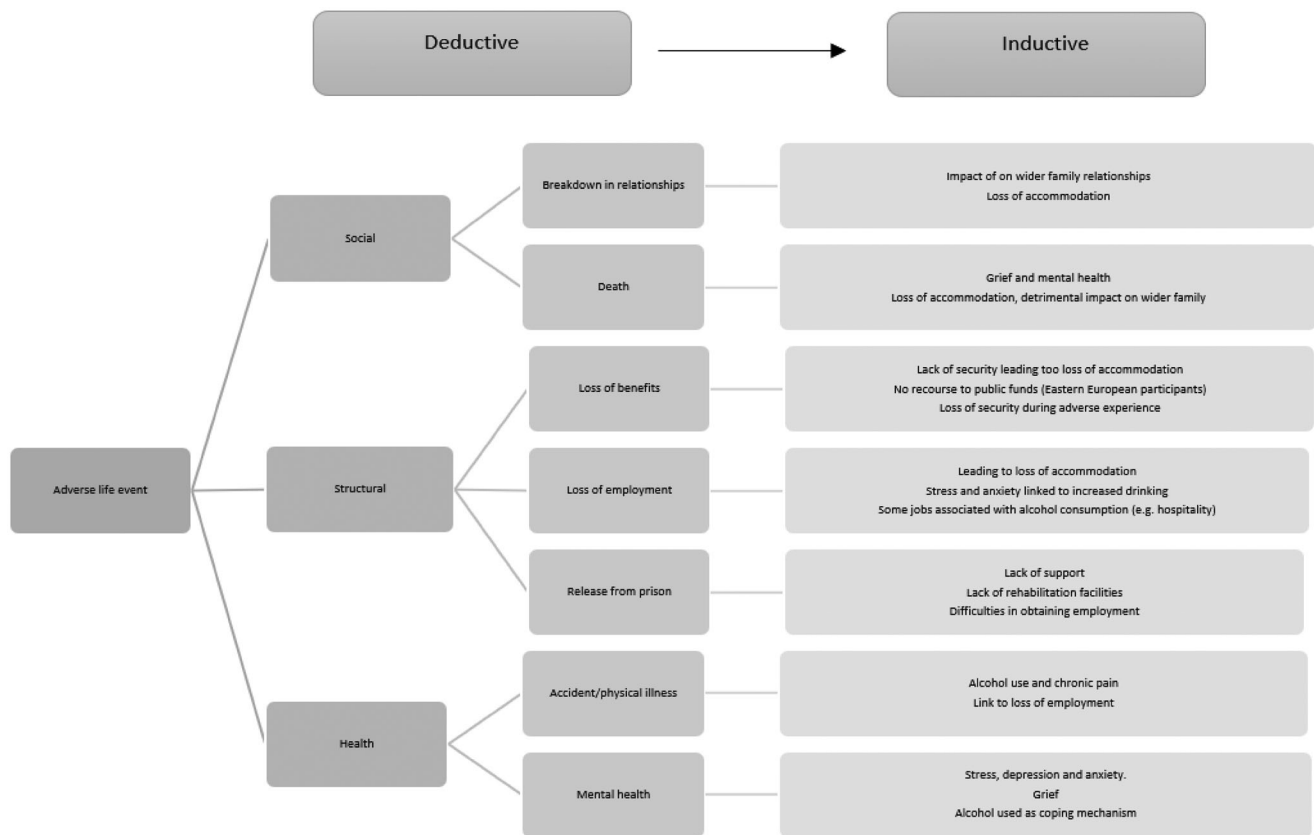 Deductive
Inductive
Adverse life event
Social
Breakdown in relationships
Impact of on wider family relationships
Loss of accommodation
Death
Grief and mental health
Loss of accommodation, detrimental impact on wider family
Structural
Loss of benefits
Lack of security leading too loss of accommodation
No recourse to public funds (Eastern European participants)
Loss of security during adverse experience
Loss of employment
Leading to loss of accommodation
Stress and anxiety linked to increased drinking
Some jobs associated with alcohol consumption (e.g. hospitality)
Release from prison
Lack of support
Lack of rehabilitation facilities
Difficulties in obtaining employment
Health
Accident/physical illness
Alcohol use and chronic pain
Link to loss of employment
Mental health
Stress, depression and anxiety.
Grief
Alcohol used as coping mechanism